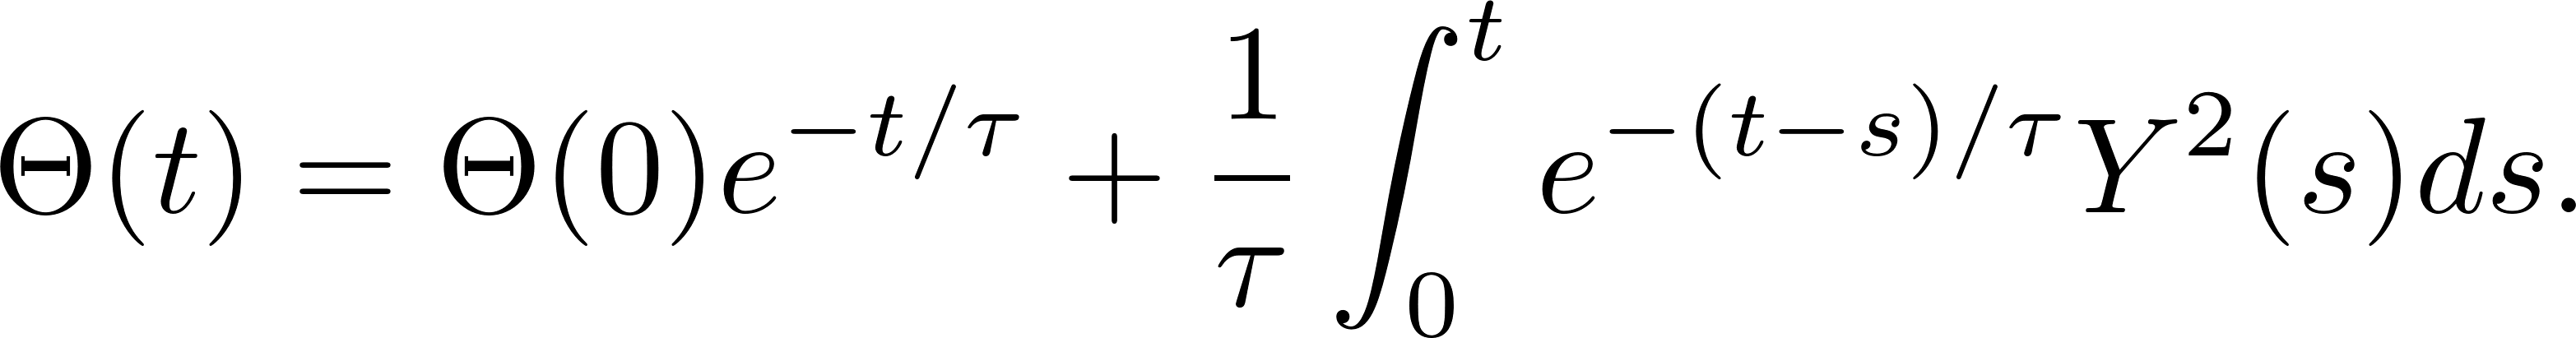 Θ(t) = Θ(0)e^{-t/τ} + \frac{1}{τ} \int_0^t e^{-(t-s)/τ} Y^2(s)ds.